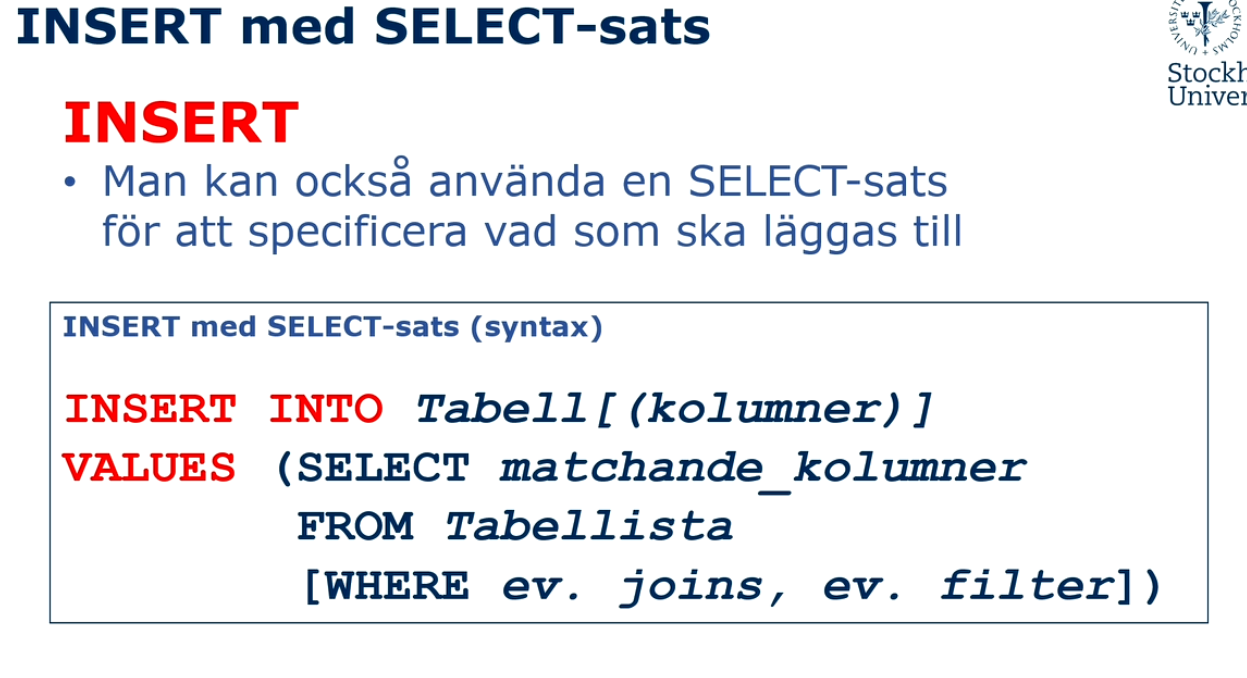 INSERT med SELECT-sats
INSERT
• Man kan också använda en SELECT-sats
för att specificera vad som ska läggas till
INSERT med SELECT-sats (syntax)
INSERT INTO Tabell[(kolumner)]
VALUES (SELECT matchande_kolumner
FROM Tabellista
[WHERE ev. joins, ev. filter])
Stockh
Univer